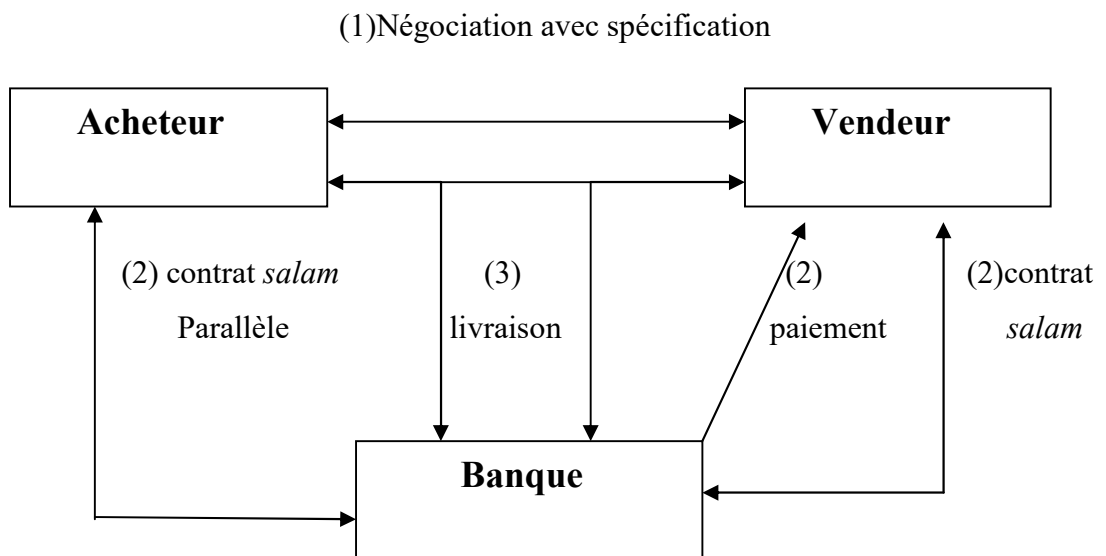 (1)Négociation avec spécification
Acheteur
Vendeur
(2) contrat salam
Parallèle
(3)
livraison
(2)
paiement
(2)contrat
salam
Banque